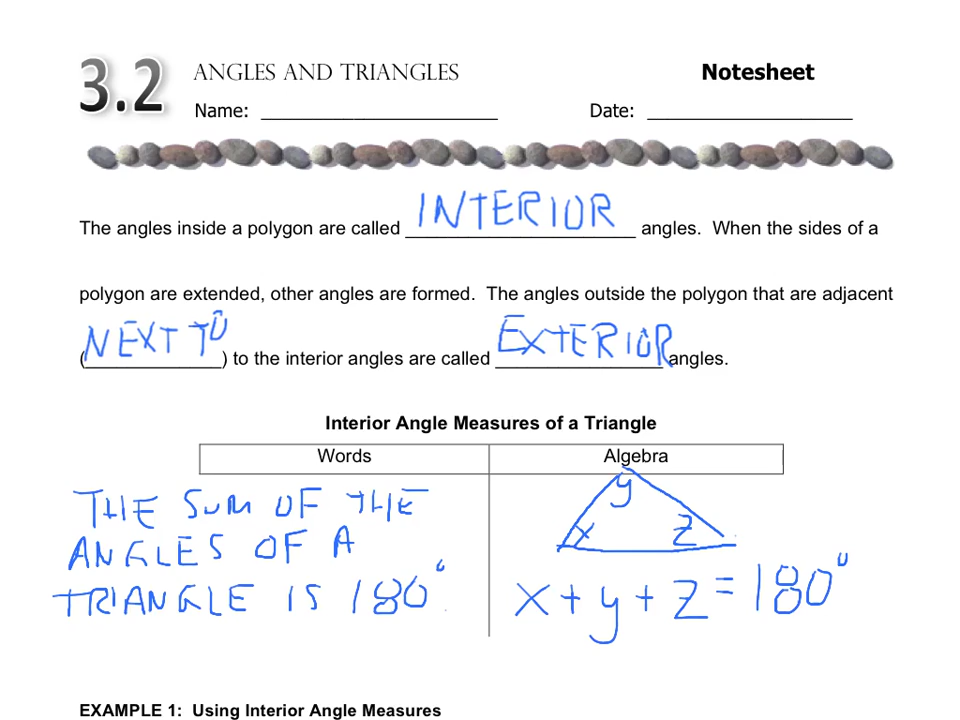 3.2 ANGLES AND TRIANGLES Notesheet
Name: ______________________ Date: ___________________
The angles inside a polygon are called INTERIOR angles. When the sides of a
polygon are extended, other angles are formed. The angles outside the polygon that are adjacent
(NEXT TO) to the interior angles are called EXTERIOR angles.
Interior Angle Measures of a Triangle
Words Algebra
THE SUM OF THE
ANGLES OF A
TRIANGLE IS 180°.
y
x z
x + y + z = 180°
EXAMPLE 1: Using Interior Angle Measures